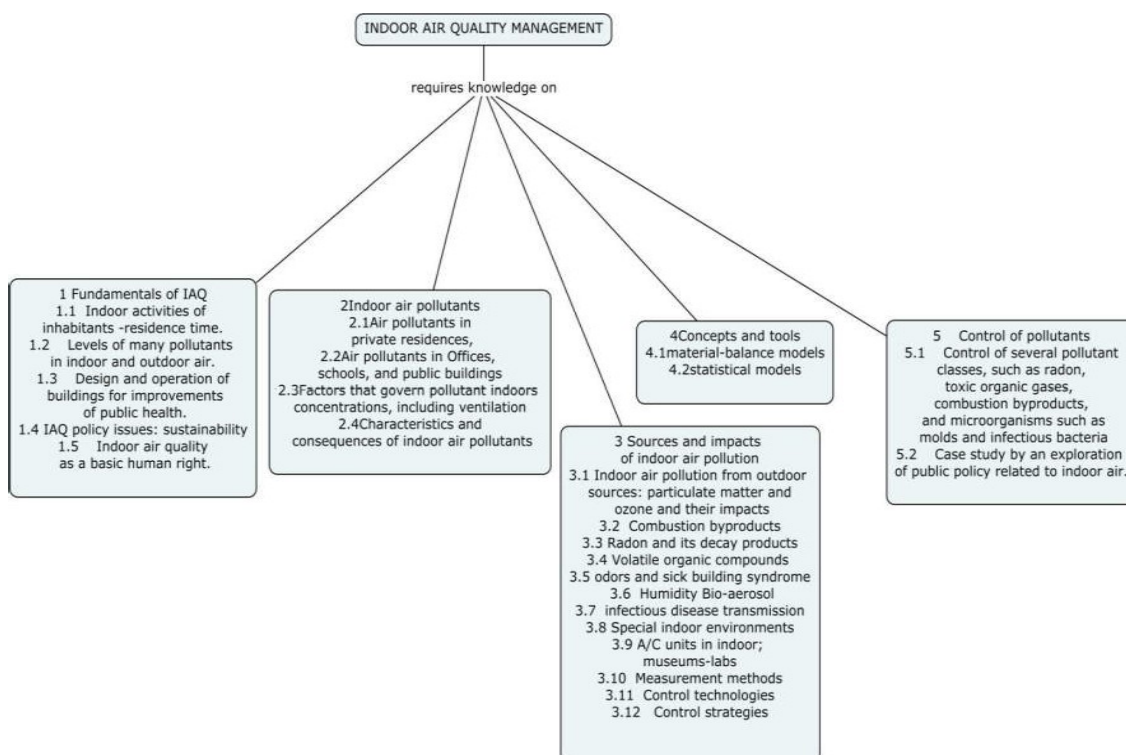 INDOOR AIR QUALITY MANAGEMENT
requires knowledge on
1 Fundamentals of IAQ
1.1 Indoor activities of
inhabitants -residence time.
1.2 Levels of many pollutants
in indoor and outdoor air.
1.3 Design and operation of
buildings for improvements
of public health.
1.4 IAQ policy issues: sustainability
1.5 Indoor air quality
as a basic human right.
2Indoor air pollutants
2.1Air pollutants in
private residences,
2.2Air pollutants in Offices,
schools, and public buildings
2.3Factors that govern pollutant indoors
concentrations, including ventilation
2.4Characteristics and
consequences of indoor air pollutants
3 Sources and impacts
of indoor air pollution
3.1 Indoor air pollution from outdoor
sources: particulate matter and
ozone and their impacts
3.2 Combustion byproducts
3.3 Radon and its decay products
3.4 Volatile organic compounds
3.5 odors and sick building syndrome
3.6 Humidity Bio-aerosol
3.7 infectious disease transmission
3.8 Special indoor environments
3.9 A/C units in indoor;
museums-labs
3.10 Measurement methods
3.11 Control technologies
3.12 Control strategies
4Concepts and tools
4.1material-balance models
4.2statistical models
5 Control of pollutants
5.1 Control of several pollutant
classes, such as radon,
toxic organic gases,
combustion byproducts,
and microorganisms such as
molds and infectious bacteria
5.2 Case study by an exploration
of public policy related to indoor air.